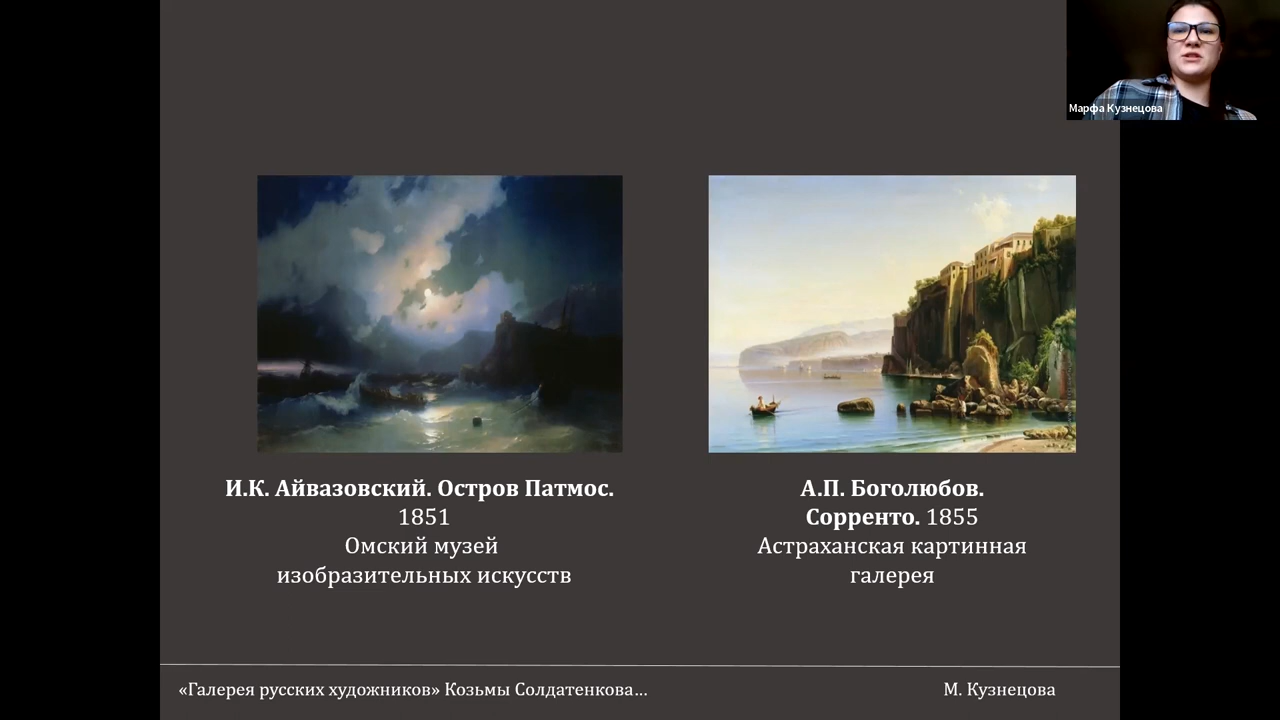 Марфа Кузнецова
И.К. Айвазовский. Остров Патмос.
1851
Омский музей
изобразительных искусств
А.П. Боголюбов.
Сорренто. 1855
Астраханская картинная
галерея
«Галерея русских художников» Козьмы Солдатенкова...
М. Кузнецова